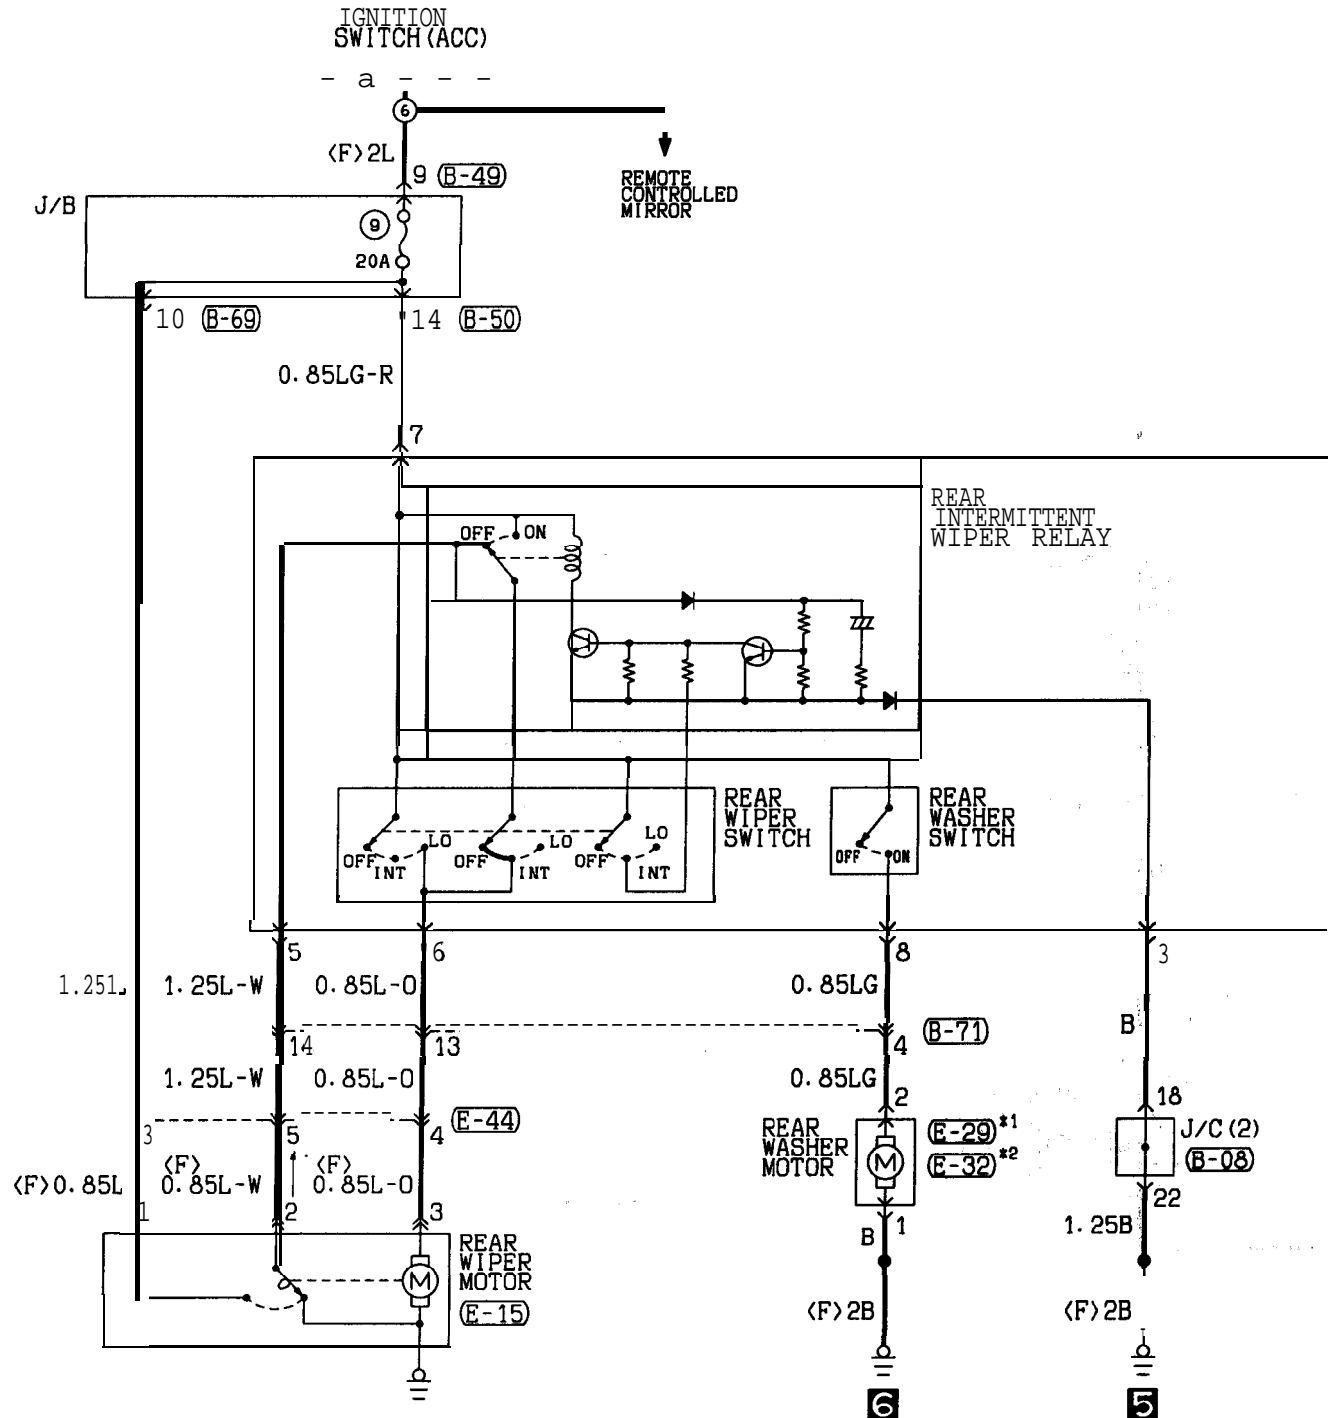 IGNITION
SWITCH(ACC)
- a - - -
6
<F>2L
9 B-49
REMOTE
CONTROLLED
MIRROR
J/B
9
20A
10 B-69
14 B-50
0.85LG-R
7
REAR
INTERMITTENT
WIPER RELAY
OFF ON
REAR
WIPER
SWITCH
REAR
WASHER
SWITCH
OFF INT LO
OFF INT LO
OFF INT LO
OFF ON
5 6 8 3
1.25L 1.25L-W 0.85L-O 0.85LG
B
14 13 4 B-71
1.25L-W 0.85L-O 0.85LG
2 18
3 5 4 E-44
REAR
WASHER
MOTOR
M
E-29 *1
E-32 *2
J/C(2)
B-08
<F>0.85L
<F>
0.85L-W
<F>
0.85L-O
1 2 3
B 1
22
1.25B
REAR
WIPER
MOTOR
E-15
M
<F>2B
<F>2B
6
5